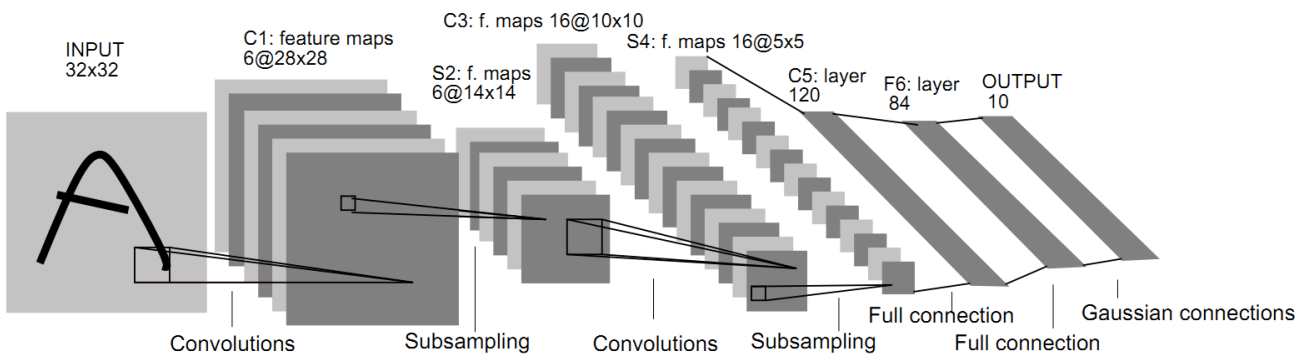 INPUT
32x32
C1: feature maps
6@28x28
S2: f. maps
6@14x14
C3: f. maps 16@10x10
S4: f. maps 16@5x5
C5: layer
120
F6: layer
84
OUTPUT
10
Convolutions
Subsampling
Convolutions
Subsampling
Full connection
Full connection
Gaussian connections